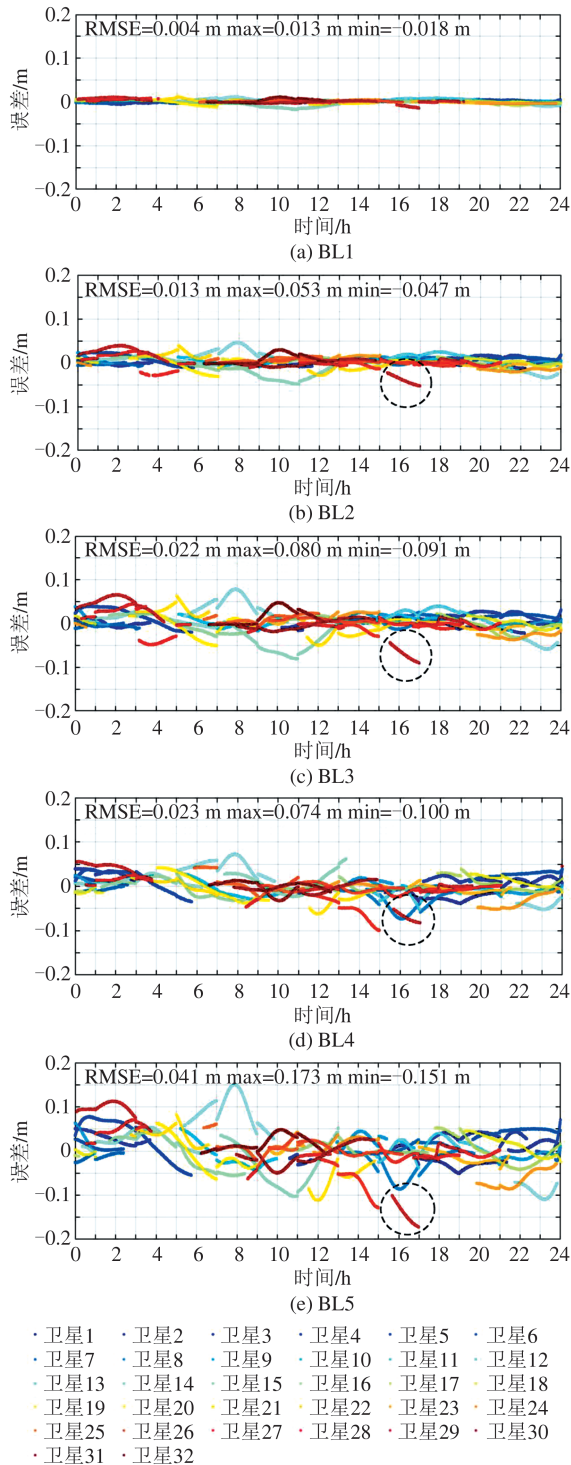 RMSE=0.004 m max=0.013 m min=−0.018 m
误差/m
0.2
0.1
0
−0.1
−0.2
0 2 4 6 8 10 12 14 16 18 20 22 24
时间/h
(a) BL1
RMSE=0.013 m max=0.053 m min=−0.047 m
误差/m
0.2
0.1
0
−0.1
−0.2
0 2 4 6 8 10 12 14 16 18 20 22 24
时间/h
(b) BL2
RMSE=0.022 m max=0.080 m min=−0.091 m
误差/m
0.2
0.1
0
−0.1
−0.2
0 2 4 6 8 10 12 14 16 18 20 22 24
时间/h
(c) BL3
RMSE=0.023 m max=0.074 m min=−0.100 m
误差/m
0.2
0.1
0
−0.1
−0.2
0 2 4 6 8 10 12 14 16 18 20 22 24
时间/h
(d) BL4
RMSE=0.041 m max=0.173 m min=−0.151 m
误差/m
0.2
0.1
0
−0.1
−0.2
0 2 4 6 8 10 12 14 16 18 20 22 24
时间/h
(e) BL5
卫星1 卫星2 卫星3 卫星4 卫星5 卫星6
卫星7 卫星8 卫星9 卫星10 卫星11 卫星12
卫星13 卫星14 卫星15 卫星16 卫星17 卫星18
卫星19 卫星20 卫星21 卫星22 卫星23 卫星24
卫星25 卫星26 卫星27 卫星28 卫星29 卫星30
卫星31 卫星32